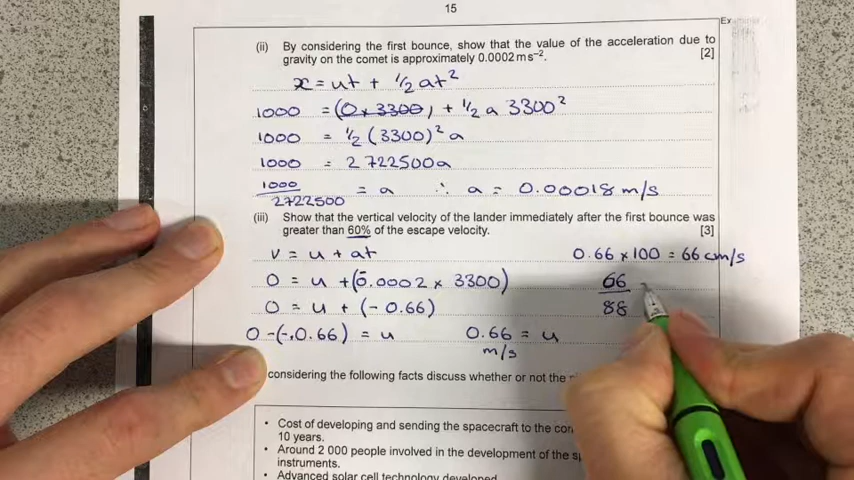 15
Ex
(ii) By considering the first bounce, show that the value of the acceleration due to
gravity on the comet is approximately 0.0002 m s⁻². [2]
x = ut + ½ at²
1000 = (0 x 3300) + ½ a 3300²
1000 = ½ (3300)² a
1000 = 2722500a
1000/2722500 = a ∴ a = 0.00018 m/s
(iii) Show that the vertical velocity of the lander immediately after the first bounce was
greater than 60% of the escape velocity. [3]
v = u + at 0.66 x 100 = 66 cm/s
0 = u + (-0.0002 x 3300) 66/88
0 = u + (-0.66)
0 - (-0.66) = u 0.66 m/s = u
considering the following facts discuss whether or not the
• Cost of developing and sending the spacecraft to the
10 years.
• Around 2 000 people involved in the development of the
instruments.
• Advanced solar cell technology developed